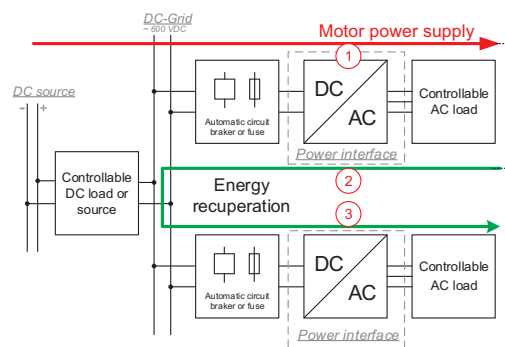 DC-Grid
~ 600 VDC
Motor power supply
1
DC source
- +
Automatic circuit
braker or fuse
DC
AC
Controllable
AC load
Power interface
Controllable
DC load or
source
2
Energy
recuperation
3
Automatic circuit
braker or fuse
DC
AC
Controllable
AC load
Power interface